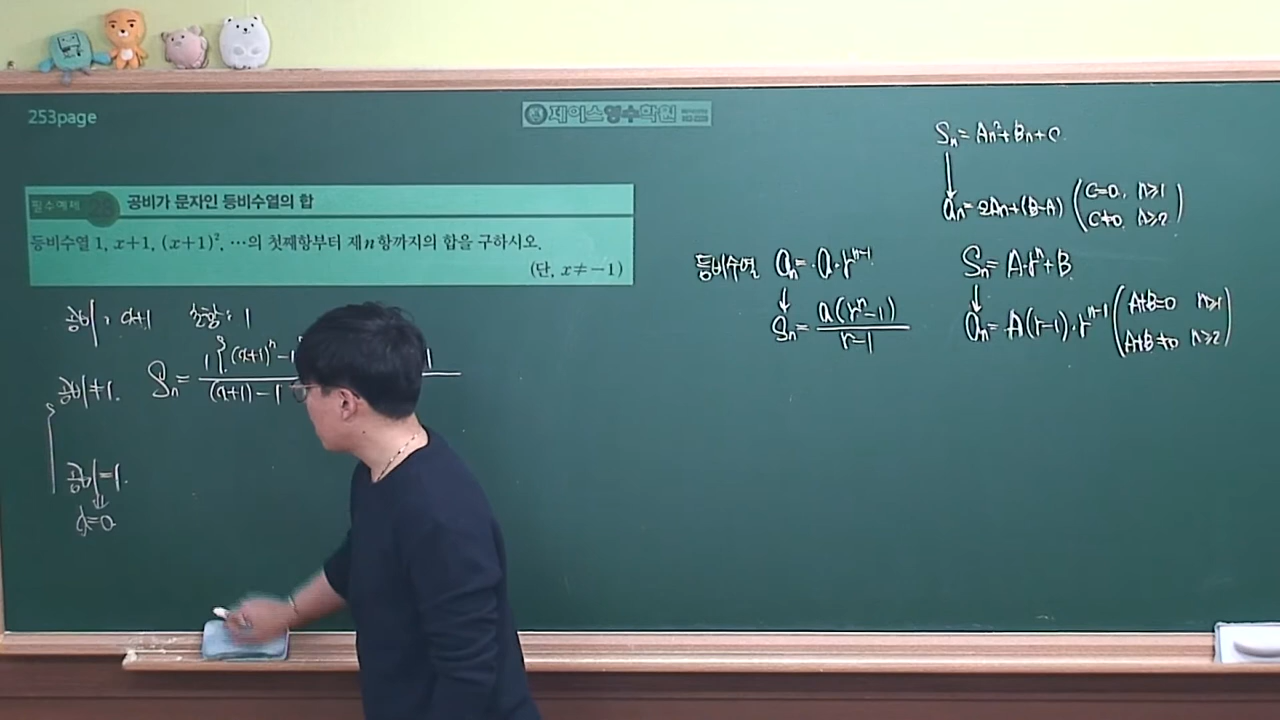 253page
제이스영수학원
필수예제 28 공비가 문자인 등비수열의 합
등비수열 1, x+1, (x+1)², …의 첫째항부터 제n항까지의 합을 구하시오.
(단, x≠−1)
공비: x+1 초항: 1
공비≠1. Sₙ = 1{(x+1)ⁿ−1 / (x+1)−1
공비=1.
↓
x=0
Sₙ = An²+Bn+C
↓
aₙ = 2An+(B−A) (C=0, n≥1
C≠0, n≥2)
등비수열 aₙ = a·rⁿ⁻¹
↓
Sₙ = a(rⁿ−1) / r−1
Sₙ = A·rⁿ+B
↓
aₙ = A(r−1)·rⁿ⁻¹ (A+B=0 n≥1
A+B≠0 n≥2)